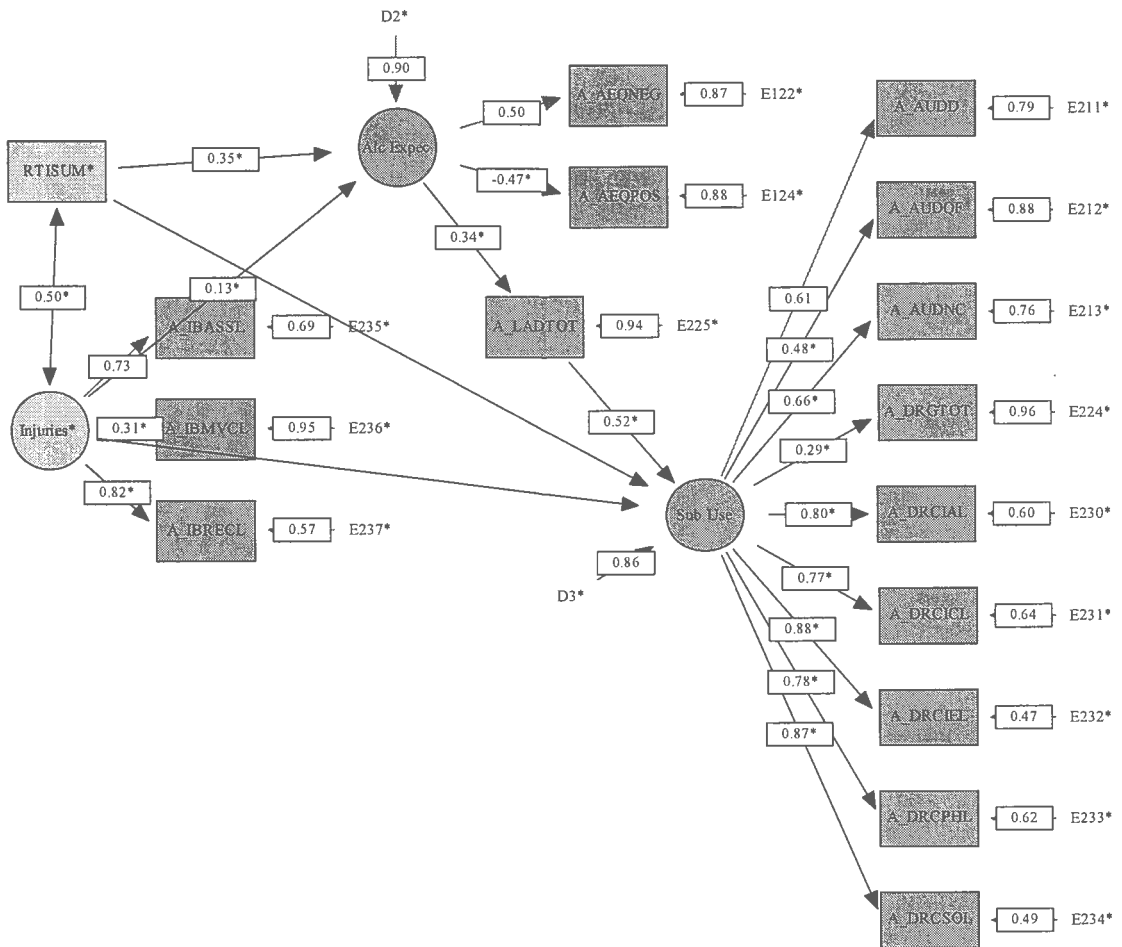 D2*
0.90
A_AEQNEG
0.87
E122*
0.50
A_AUDD
0.79
E211*
Alc Expec
RTISUM*
0.35*
-0.47*
A_AEQPOS
0.88
E124*
A_AUDQF
0.88
E212*
0.34*
0.50*
0.13*
0.61
A_AUDNC
0.76
E213*
A_IBASSL
0.69
E235*
A_LADTOT
0.94
E225*
0.48*
0.73
0.66*
A_DRGTOT
0.96
E224*
Injuries*
0.31*
A_IBMVCL
0.95
E236*
0.52*
0.29*
0.82*
A_IBRECL
0.57
E237*
Sub Use
0.80*
A_DRCIAL
0.60
E230*
0.86
D3*
0.77*
A_DRCICL
0.64
E231*
0.88*
0.78*
A_DRCIEL
0.47
E232*
0.87*
A_DRCPHL
0.62
E233*
A_DRCSOL
0.49
E234*